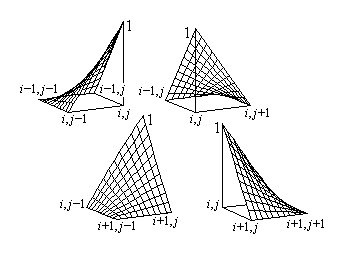 1
i−1,j−1
i−1,j
i,j−1
i,j
1
i−1,j
i,j+1
i,j
1
i,j−1
i+1,j
i+1,j−1
1
i,j
i+1,j
i+1,j+1